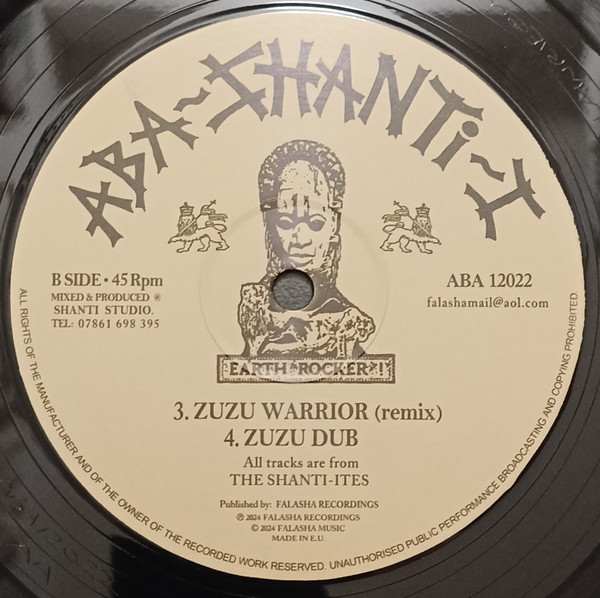 ABA~SHANTi~I
B SIDE • 45 Rpm
MIXED & PRODUCED @
SHANTI STUDIO.
TEL: 07861 698 395
ABA 12022
falashamail@aol.com
EARTH ROCKER!!
3. ZUZU WARRIOR (remix)
4. ZUZU DUB
All tracks are from
THE SHANTI-ITES
Published by: FALASHA RECORDINGS
℗ 2024 FALASHA RECORDINGS
© 2024 FALASHA MUSIC
MADE IN E.U.
ALL RIGHTS OF THE MANUFACTURER AND OF THE OWNER OF THE RECORDED WORK RESERVED. UNAUTHORISED PUBLIC PERFORMANCE BROADCASTING AND COPYING PROHIBITED